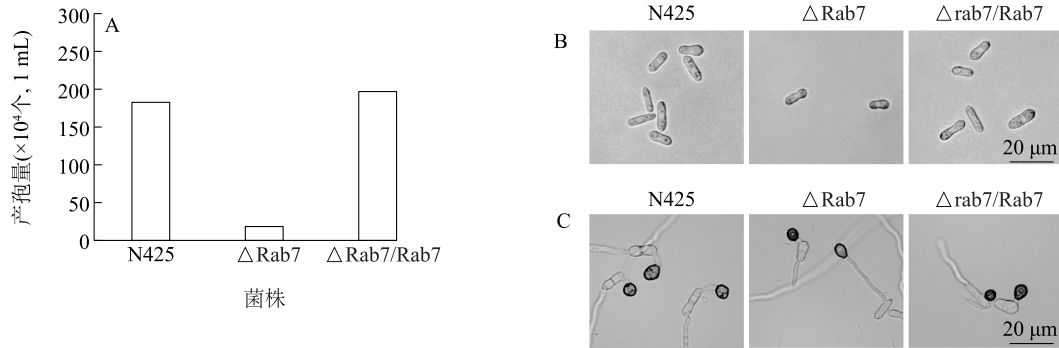 A
300
250
200
150
100
50
0
产孢量(×10⁴个, 1 mL)
N425 △Rab7 △Rab7/Rab7
菌株
N425 △Rab7 △rab7/Rab7
B
20 μm
N425 △Rab7 △rab7/Rab7
C
20 μm